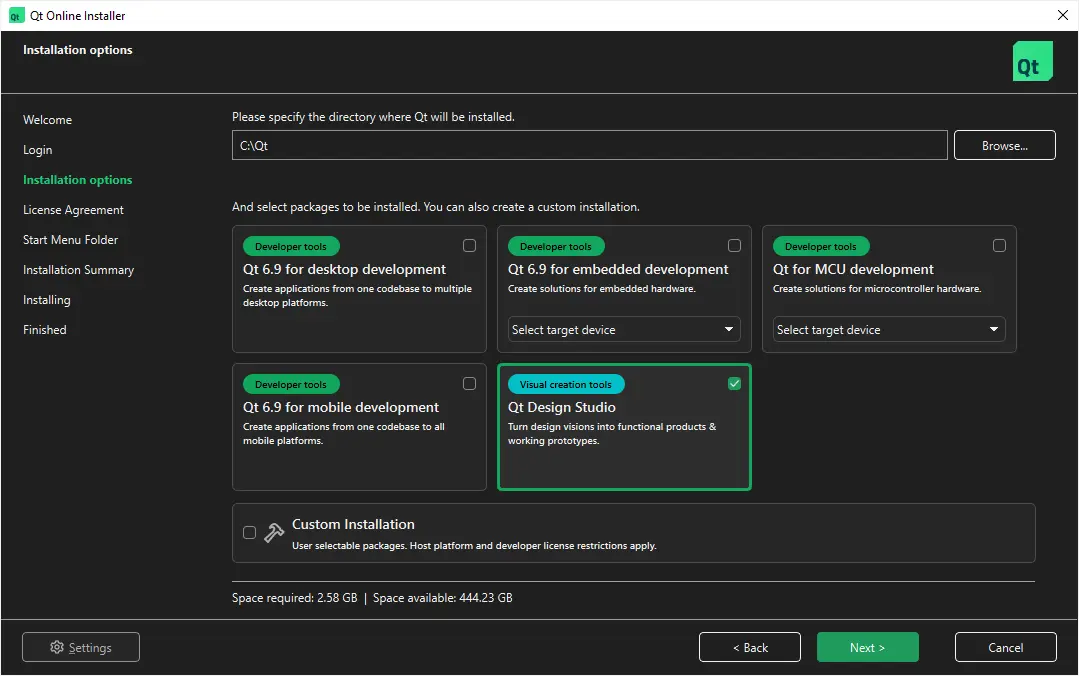 Qt Qt Online Installer
Installation options
Qt
Welcome
Login
Installation options
License Agreement
Start Menu Folder
Installation Summary
Installing
Finished
Please specify the directory where Qt will be installed.
C:\Qt
Browse...
And select packages to be installed. You can also create a custom installation.
Developer tools
Qt 6.9 for desktop development
Create applications from one codebase to multiple
desktop platforms.
Developer tools
Qt 6.9 for embedded development
Create solutions for embedded hardware.
Select target device
Developer tools
Qt for MCU development
Create solutions for microcontroller hardware.
Select target device
Developer tools
Qt 6.9 for mobile development
Create applications from one codebase to all
mobile platforms.
Visual creation tools
Qt Design Studio
Turn design visions into functional products &
working prototypes.
Custom Installation
User selectable packages. Host platform and developer license restrictions apply.
Space required: 2.58 GB | Space available: 444.23 GB
Settings
< Back
Next >
Cancel